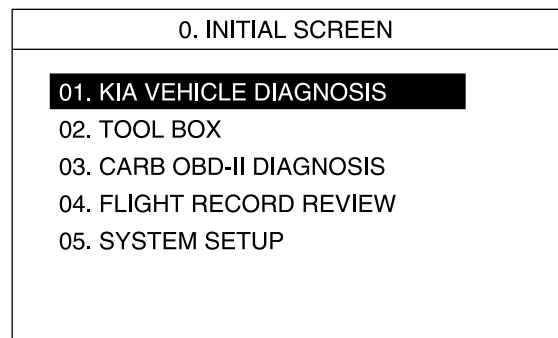 0. INITIAL SCREEN
01. KIA VEHICLE DIAGNOSIS
02. TOOL BOX
03. CARB OBD-II DIAGNOSIS
04. FLIGHT RECORD REVIEW
05. SYSTEM SETUP